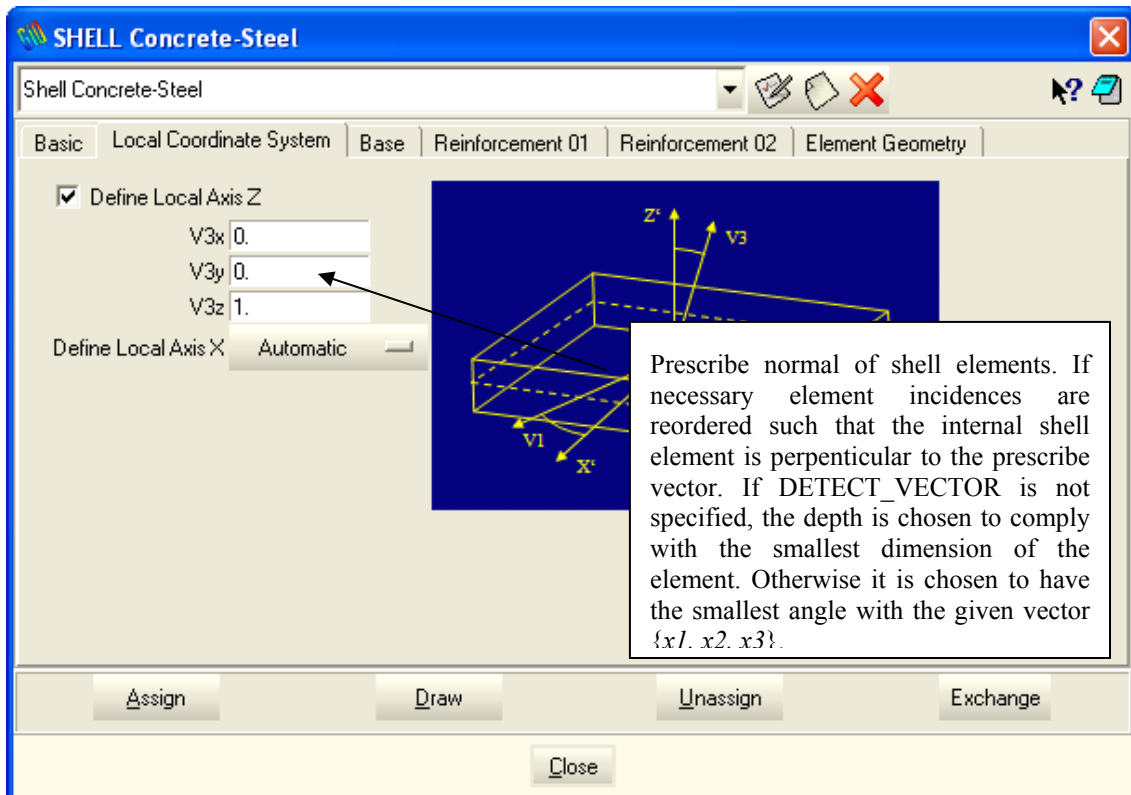 SHELL Concrete-Steel
Shell Concrete-Steel
Basic Local Coordinate System Base Reinforcement 01 Reinforcement 02 Element Geometry
Define Local Axis Z
V3x 0.
V3y 0.
V3z 1.
Define Local Axis X Automatic
Z'
V3
V1
X'
Prescribe normal of shell elements. If
necessary element incidences are
reordered such that the internal shell
element is perpenticular to the prescribe
vector. If DETECT_VECTOR is not
specified, the depth is chosen to comply
with the smallest dimension of the
element. Otherwise it is chosen to have
the smallest angle with the given vector
{x1, x2, x3}.
Assign Draw Unassign Exchange
Close